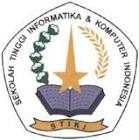 SEKOLAH TINGGI INFORMATIKA & KOMPUTER INDONESIA
STIKI